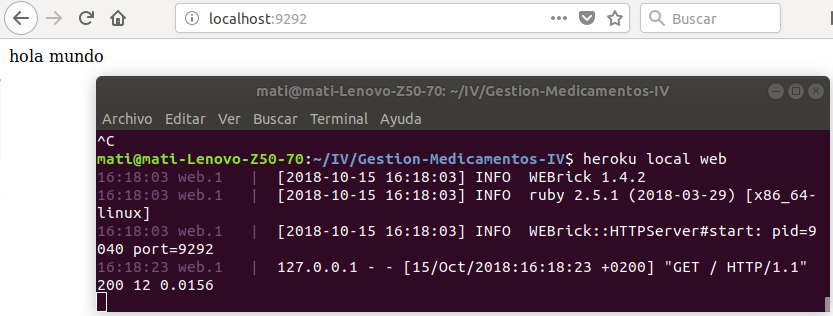 localhost:9292
Buscar
hola mundo
mati@mati-Lenovo-Z50-70: ~/IV/Gestion-Medicamentos-IV
Archivo Editar Ver Buscar Terminal Ayuda
^C
mati@mati-Lenovo-Z50-70:~/IV/Gestion-Medicamentos-IV$ heroku local web
16:18:03 web.1 | [2018-10-15 16:18:03] INFO WEBrick 1.4.2
16:18:03 web.1 | [2018-10-15 16:18:03] INFO ruby 2.5.1 (2018-03-29) [x86_64-
linux]
16:18:03 web.1 | [2018-10-15 16:18:03] INFO WEBrick::HTTPServer#start: pid=9
040 port=9292
16:18:23 web.1 | 127.0.0.1 - - [15/Oct/2018:16:18:23 +0200] "GET / HTTP/1.1"
200 12 0.0156